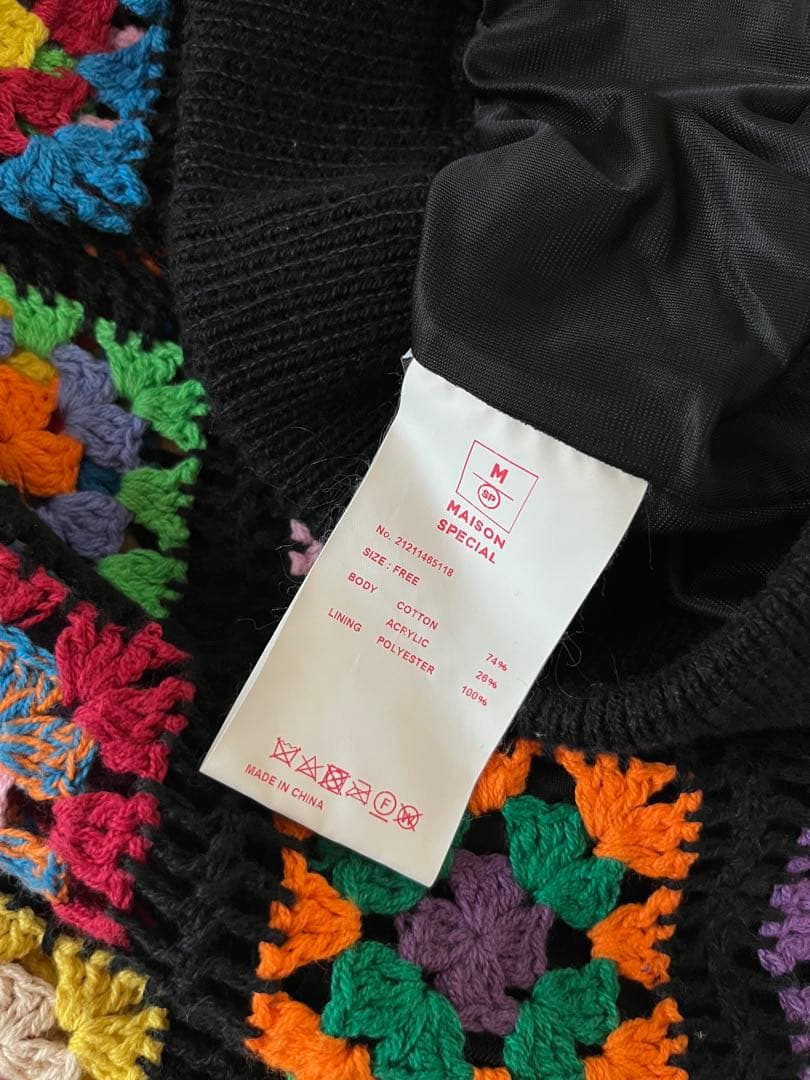 M
SP
MAISON
SPECIAL
No. 21211465118
SIZE : FREE
BODY COTTON 74%
ACRYLIC 26%
LINING POLYESTER 100%
F
W
MADE IN CHINA